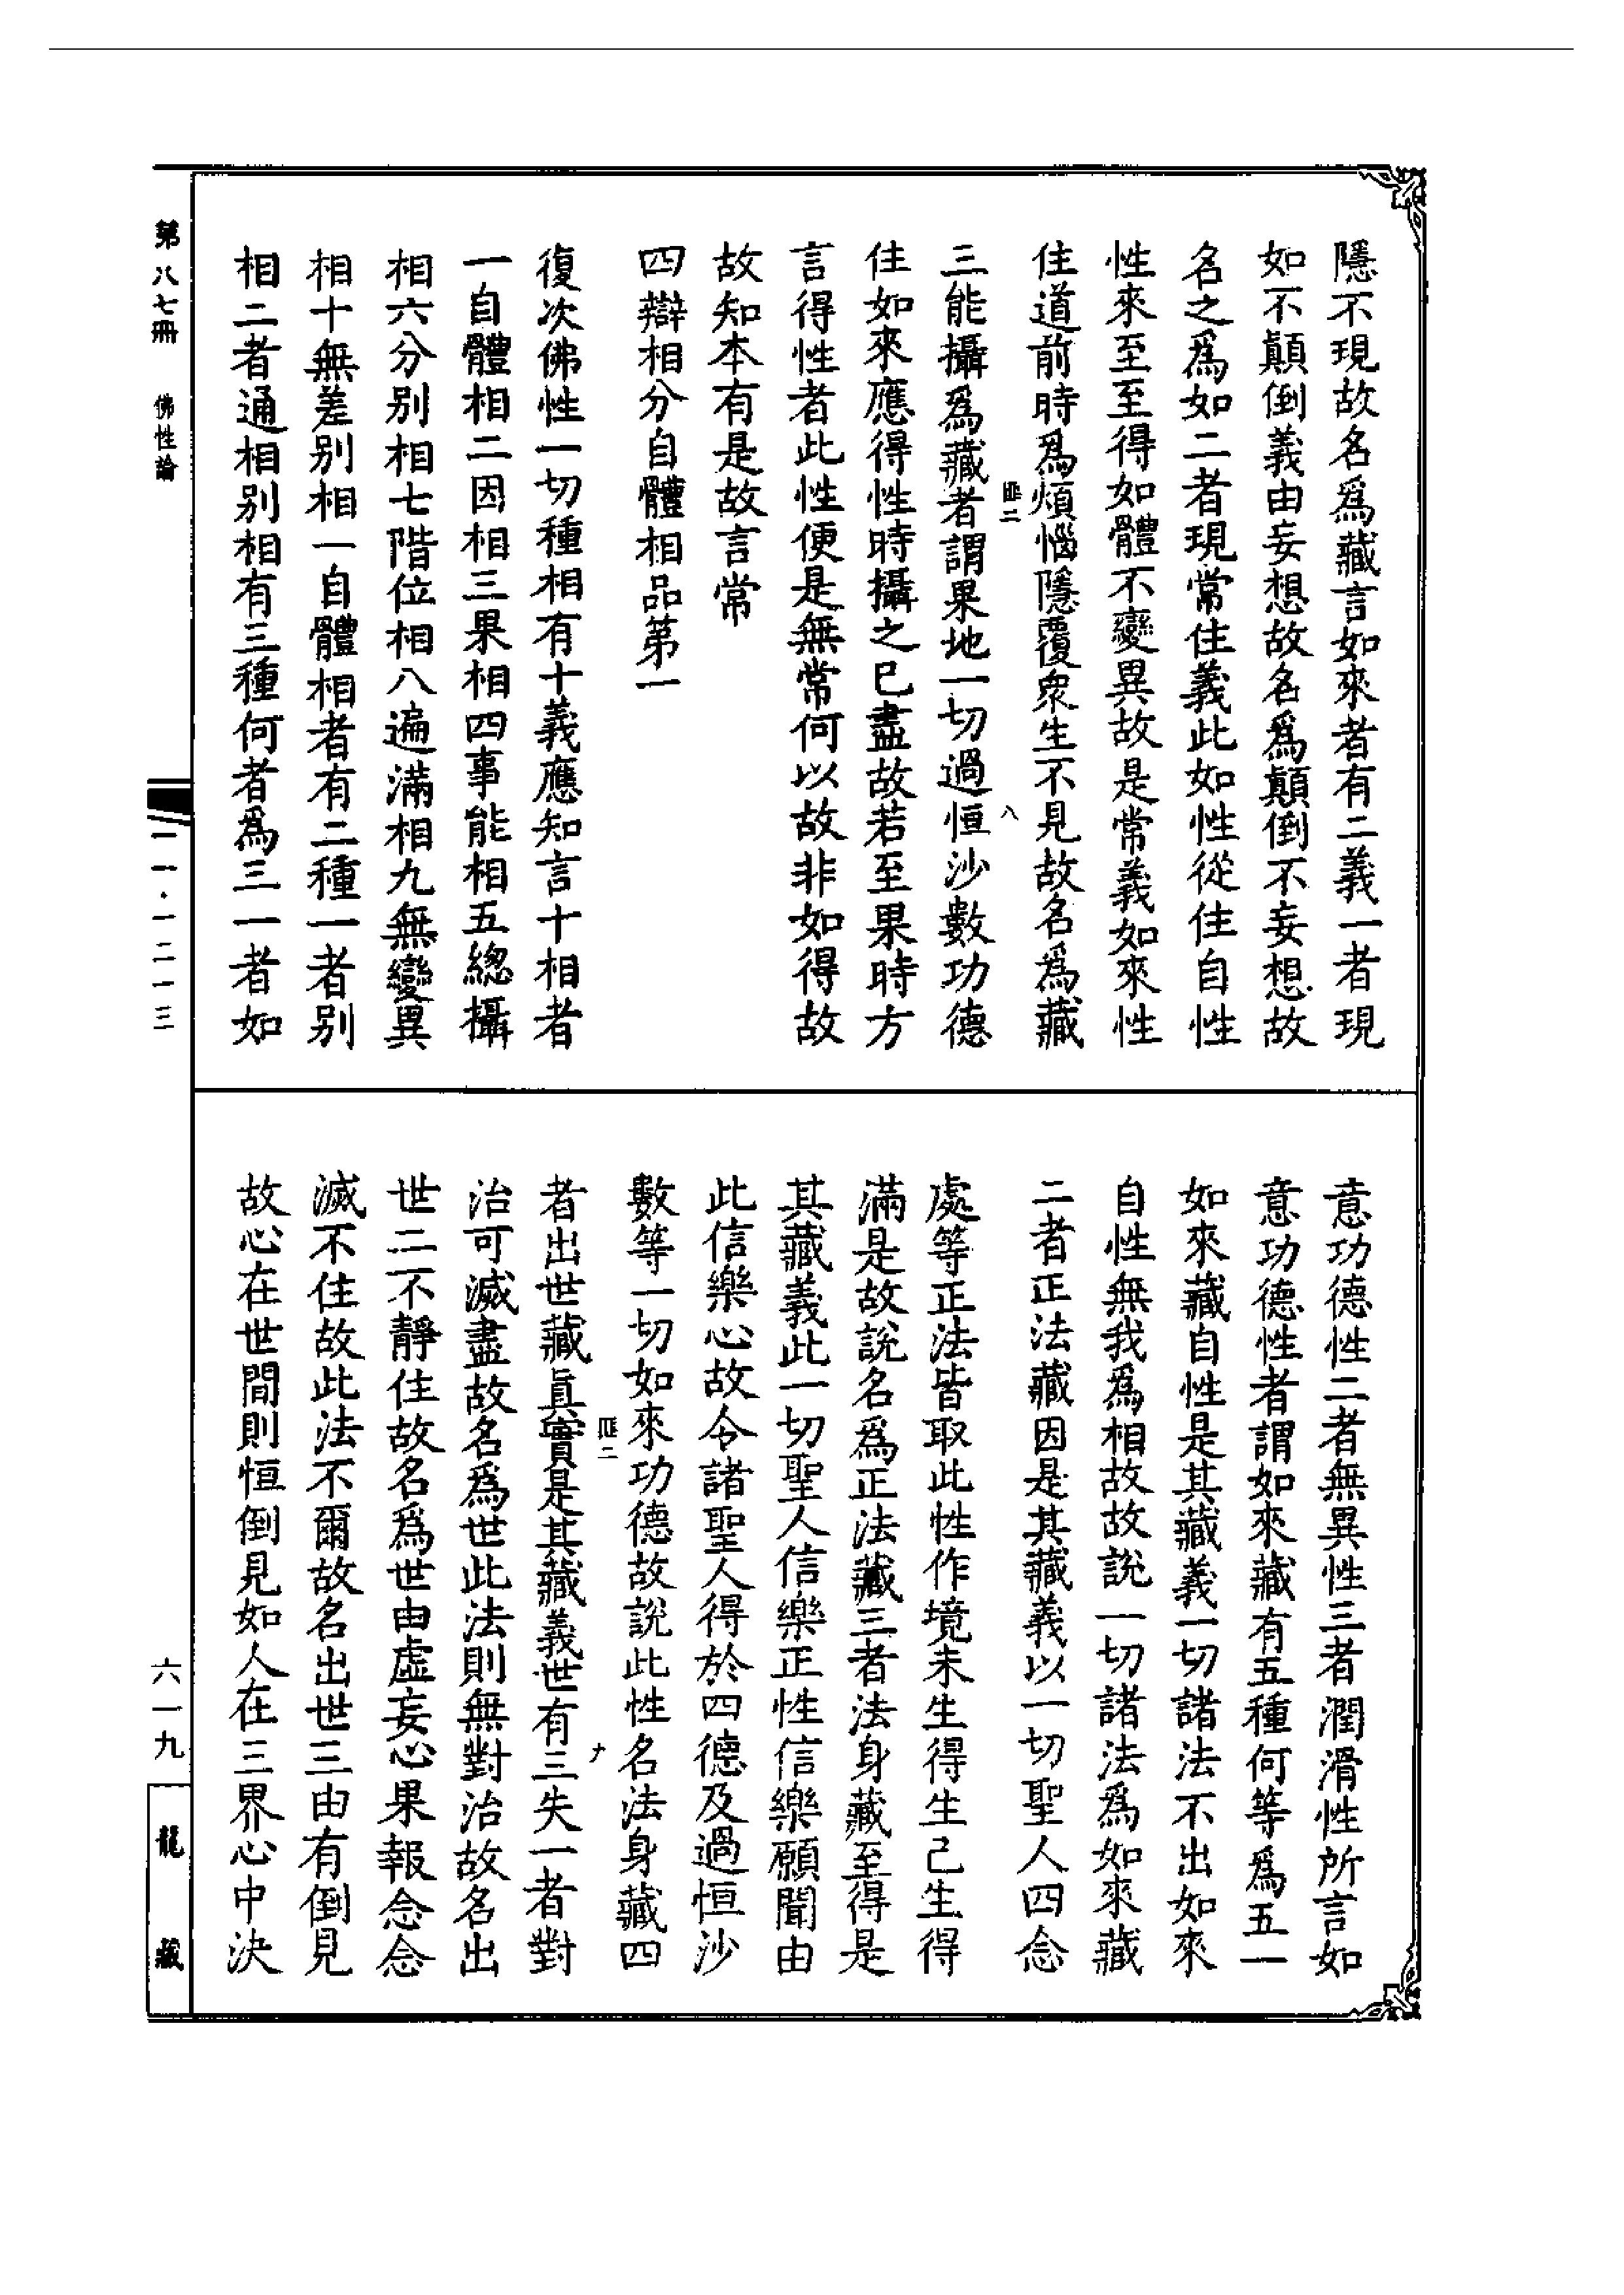 隱不現故名爲藏言如來者有二義一者現
如不顛倒義由妄想故名爲顛倒不妄想故
名之爲如二者現常住義此如性從住自性
性來至至得如體不變異故是常義如來性
住道前時爲煩惱隱覆衆生不見故名爲藏
匪二
八
三能攝爲藏者謂果地一切過恒沙數功德
住如來應得性時攝之已盡故若至果時方
言得性者此性便是無常何以故非如得故
故知本有是故言常
四辯相分自體相品第一
復次佛性一切種相有十義應知言十相者
一自體相二因相三果相四事能相五總攝
相六分别相七階位相八遍滿相九無變異
相十無差别相一自體相者有二種一者别
相二者通相别相有三種何者爲三一者如
意功德性二者無異性三者潤滑性所言如
意功德性者謂如來藏有五種何等爲五一
如來藏自性是其藏義一切諸法不出如來
自性無我爲相故故説一切諸法爲如來藏
二者正法藏因是其藏義以一切聖人四念
處等正法皆取此性作境未生得生已生得
滿是故説名爲正法藏三者法身藏至得是
其藏義此一切聖人信樂正性信樂願聞由
此信樂心故令諸聖人得於四德及過恒沙
數等一切如來功德故説此性名法身藏四
匪二
九
者出世藏眞實是其藏義世有三失一者對
治可滅盡故名爲世此法則無對治故名出
世二不靜住故名爲世由虛妄心果報念念
滅不住故此法不爾故名出世三由有倒見
故心在世間則恒倒見如人在三界心中決
第八七冊 佛性論
一一·一二一三
六一九
龍藏